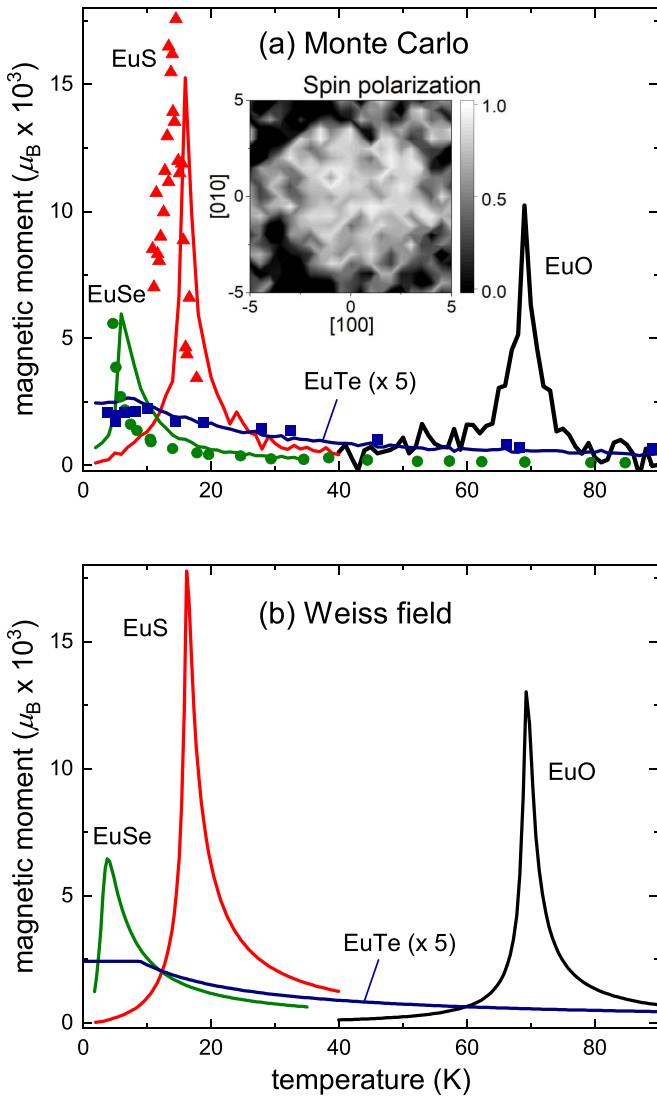 (a) Monte Carlo
EuS
Spin polarization
5
0
-5
[010]
-5
0
5
[100]
1.0
0.5
0.0
EuO
EuSe
EuTe (x 5)
magnetic moment (μB x 10³)
15
10
5
0
0
20
40
60
80
(b) Weiss field
EuS
EuO
EuSe
EuTe (x 5)
magnetic moment (μB x 10³)
15
10
5
0
0
20
40
60
80
temperature (K)